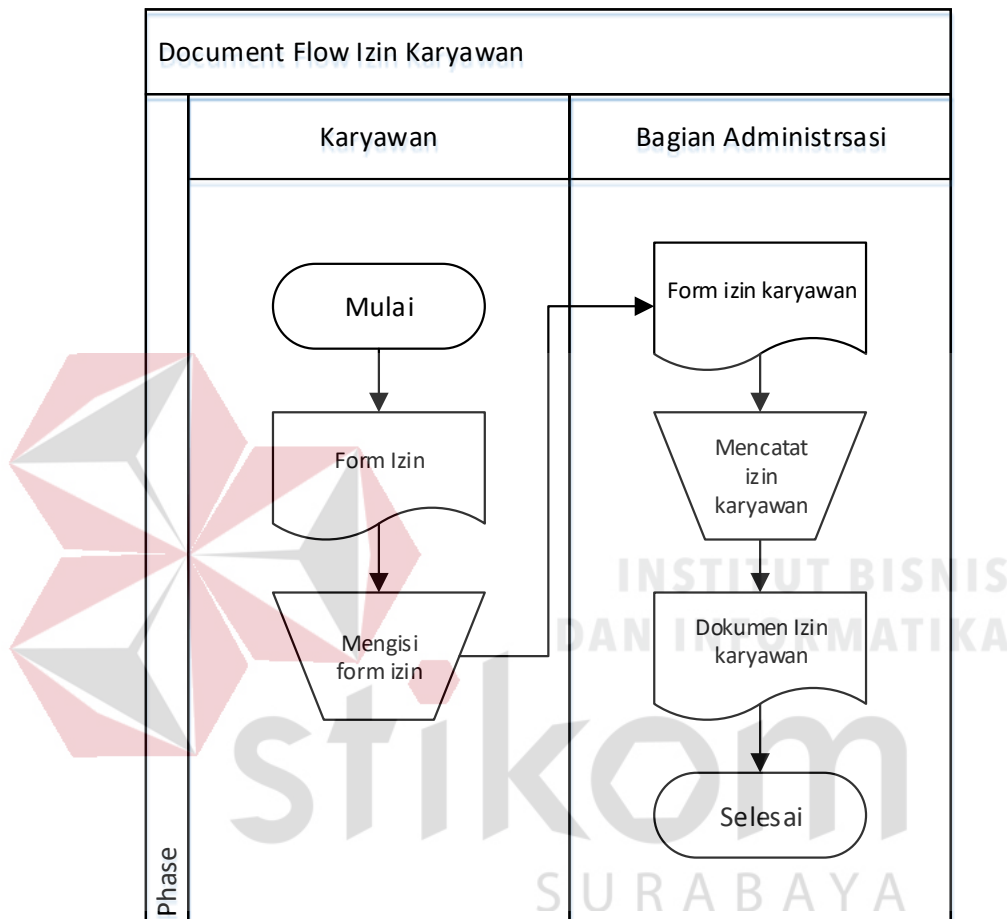 Document Flow Izin Karyawan
Karyawan
Bagian Administrsasi
Mulai
Form Izin
Mengisi
form izin
Form izin karyawan
Mencatat
izin
karyawan
Dokumen Izin
karyawan
Selesai
Phase
INSTITUT BISNIS
DAN INFORMATIKA
stikom
SURABAYA